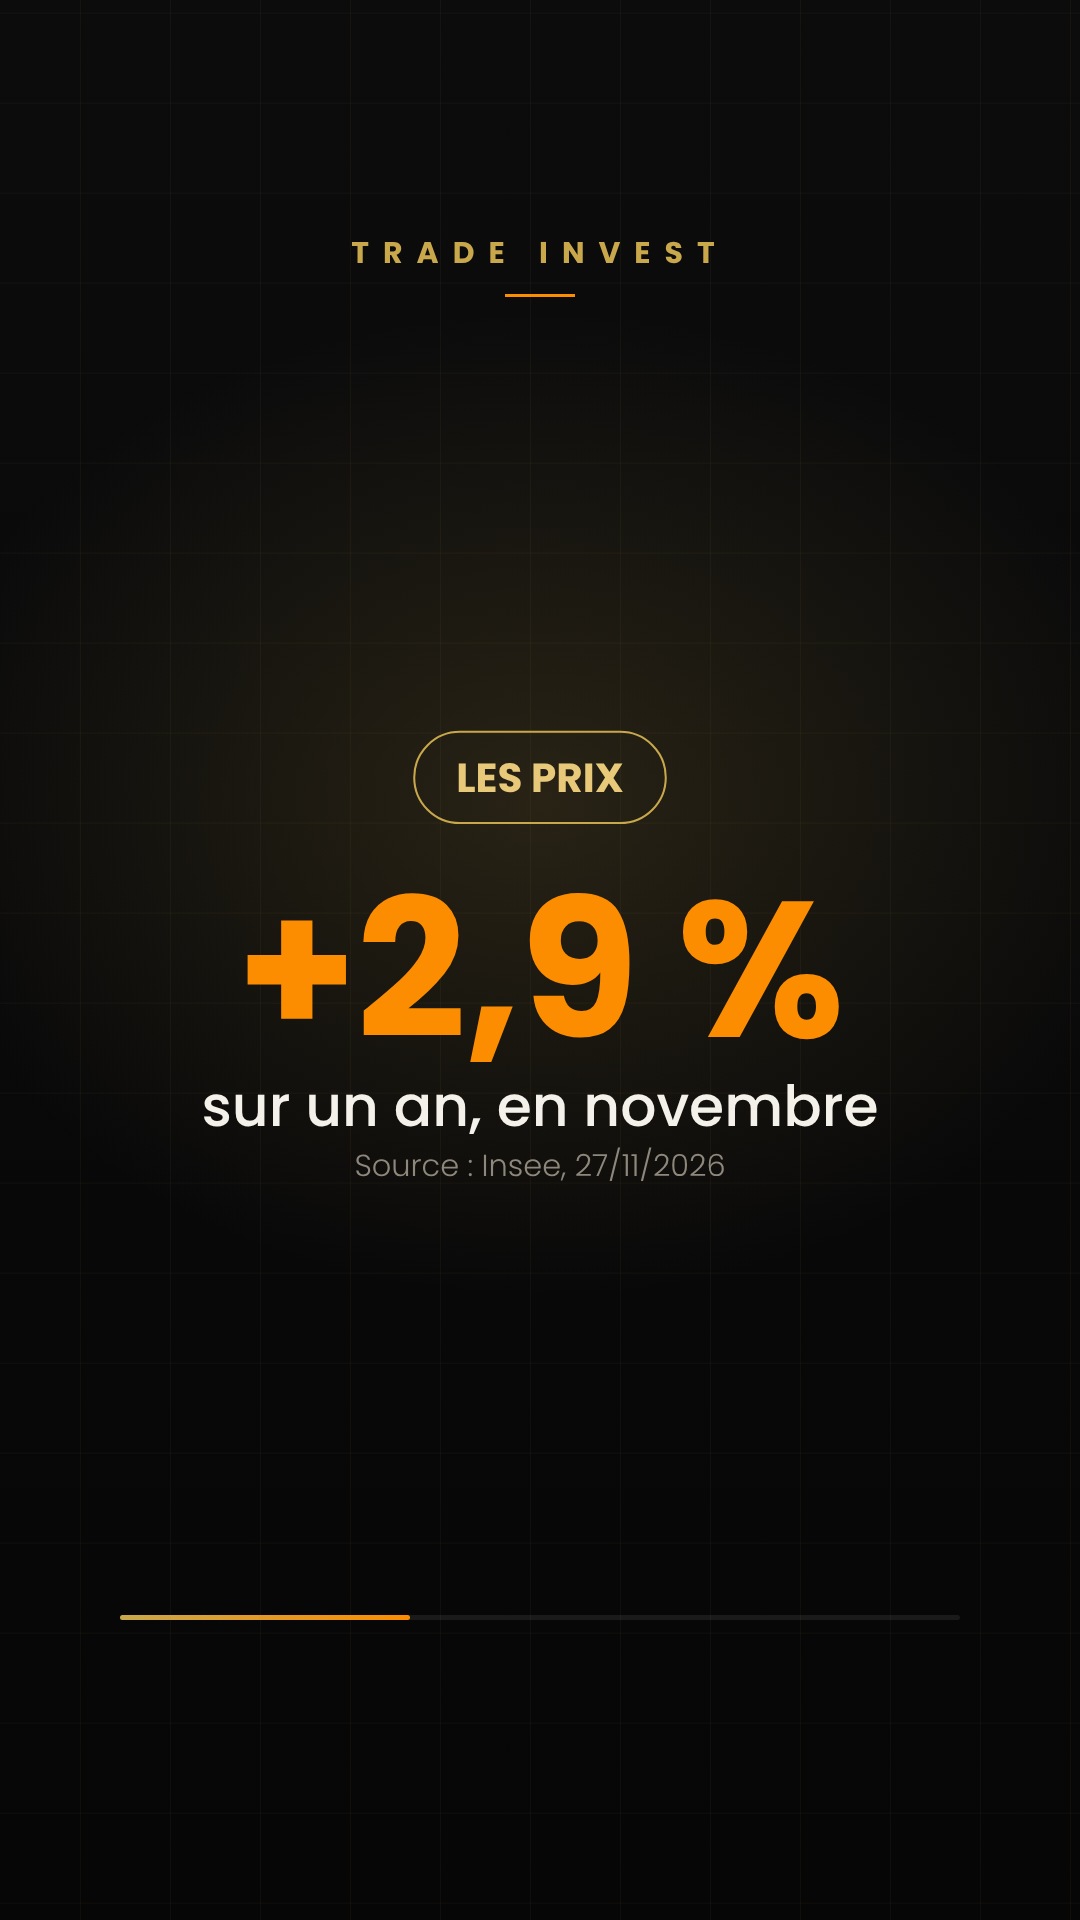 TRADE INVEST
LES PRIX
+2,9 %
sur un an, en novembre
Source : Insee, 27/11/2026